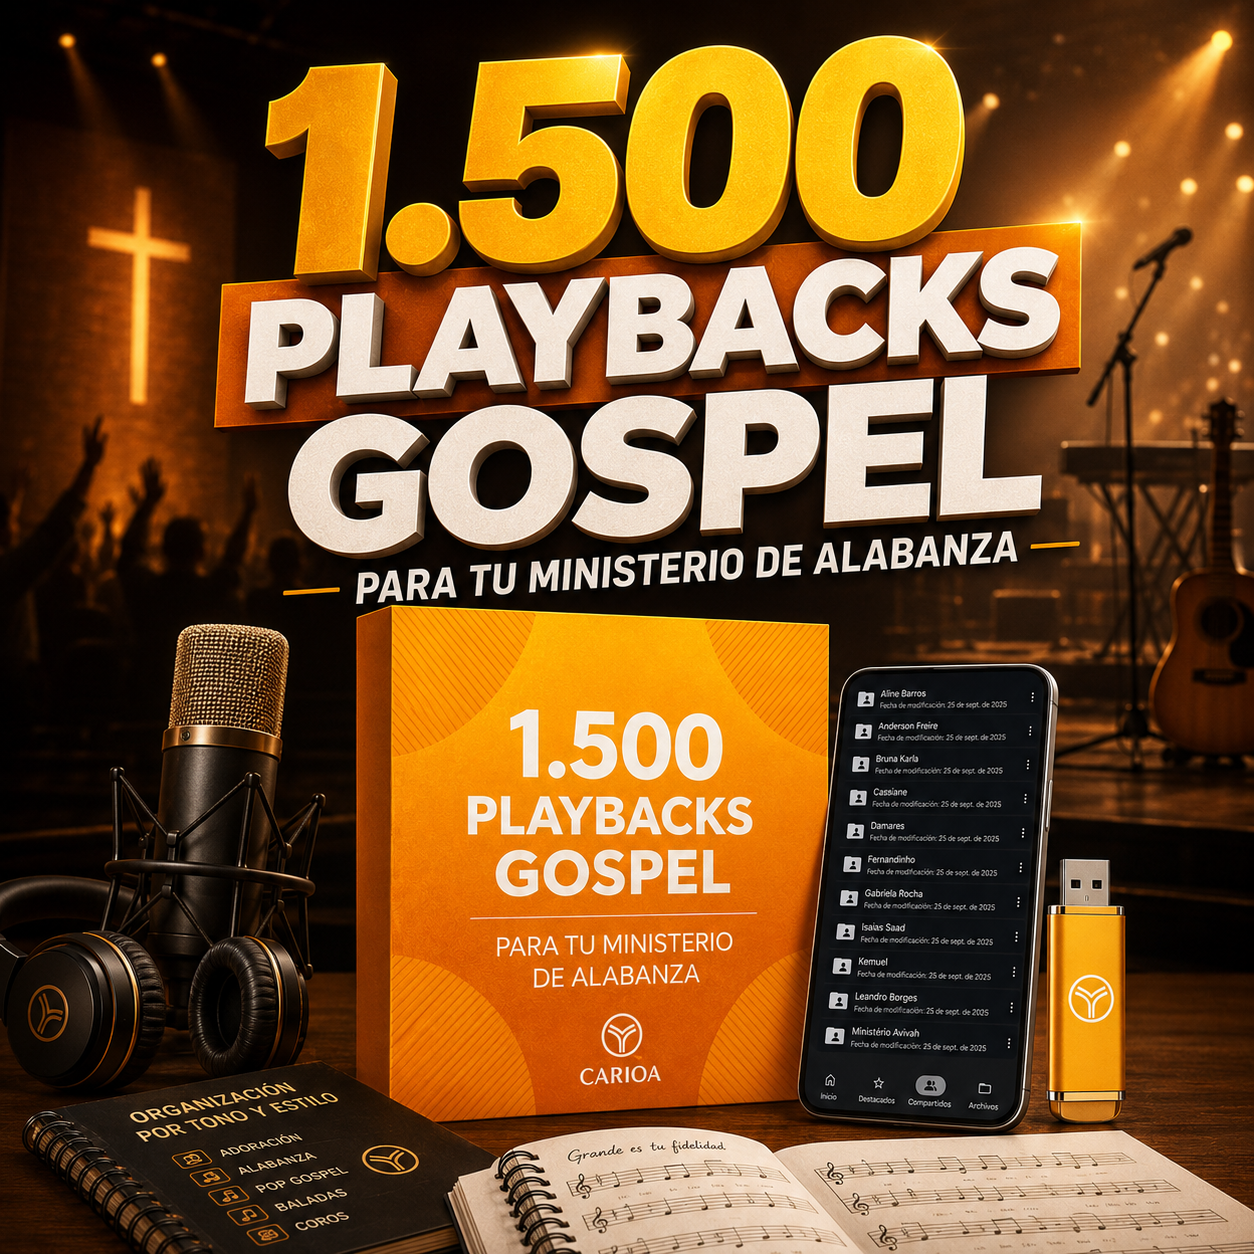 1.500
PLAYBACKS
GOSPEL
PARA TU MINISTERIO DE ALABANZA
1.500
PLAYBACKS
GOSPEL
PARA TU MINISTERIO
DE ALABANZA
CARIOA
Aline Barros
Fecha de modificación: 25 de sept. de 2025
Anderson Freire
Fecha de modificación: 25 de sept. de 2025
Bruna Karla
Fecha de modificación: 25 de sept. de 2025
Cassiane
Fecha de modificación: 25 de sept. de 2025
Damares
Fecha de modificación: 25 de sept. de 2025
Fernandinho
Fecha de modificación: 25 de sept. de 2025
Gabriela Rocha
Fecha de modificación: 25 de sept. de 2025
Isaias Saad
Fecha de modificación: 25 de sept. de 2025
Kemuel
Fecha de modificación: 25 de sept. de 2025
Leandro Borges
Fecha de modificación: 25 de sept. de 2025
Ministério Avivah
Fecha de modificación: 25 de sept. de 2025
Inicio Destacados Compartidos Archivos
ORGANIZACIÓN
POR TONO Y ESTILO
ADORACIÓN
ALABANZA
POP GOSPEL
BALADAS
COROS
Grande es tu fidelidad